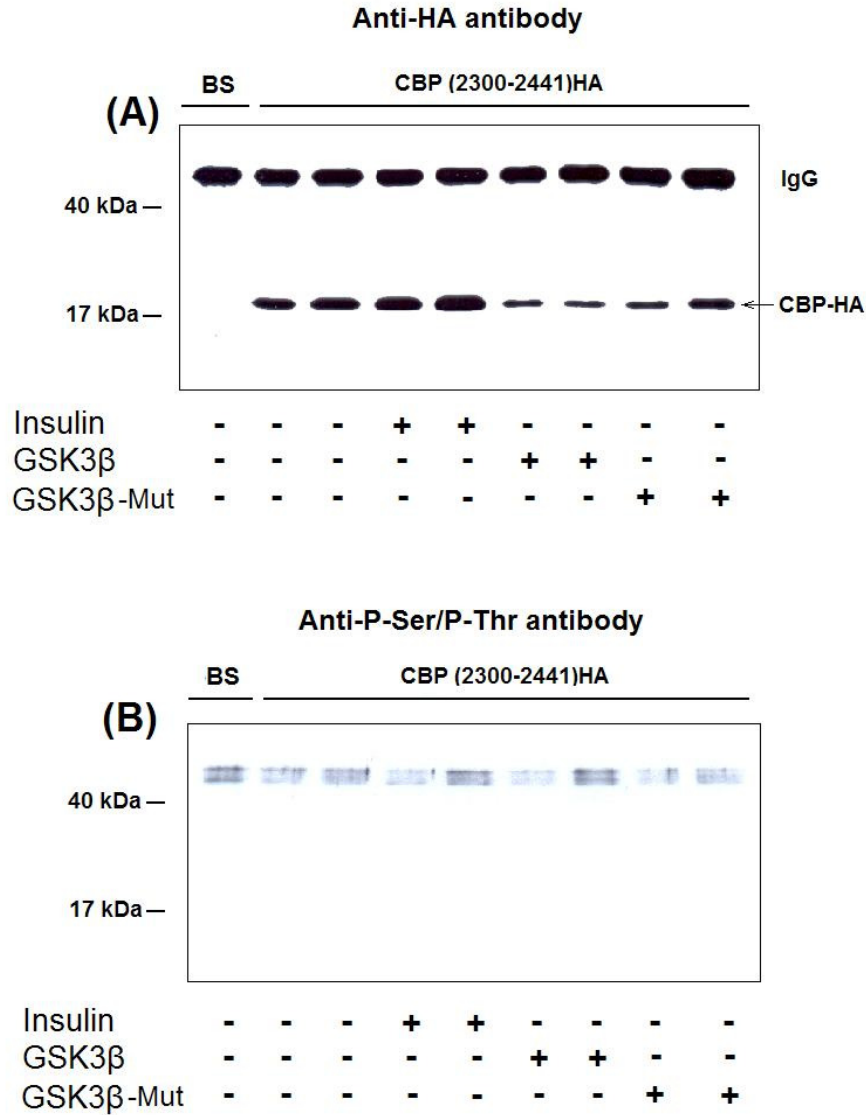 Anti-HA antibody
BS CBP (2300-2441)HA
(A)
IgG
40 kDa
17 kDa CBP-HA
Insulin - - - + + - - - -
GSK3β - - - - - + + - -
GSK3β-Mut - - - - - - - + +
Anti-P-Ser/P-Thr antibody
BS CBP (2300-2441)HA
(B)
40 kDa
17 kDa
Insulin - - - + + - - - -
GSK3β - - - - - + + - -
GSK3β-Mut - - - - - - - + +